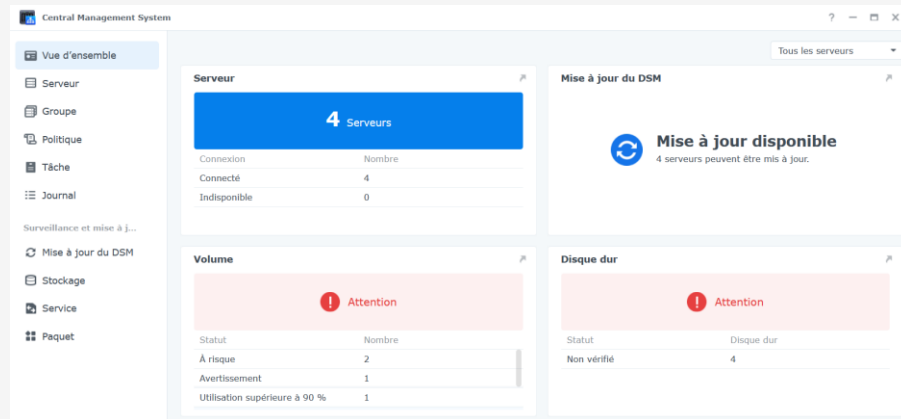 Central Management System
Tous les serveurs
Vue d'ensemble
Serveur
Groupe
Politique
Tâche
Journal
Surveillance et mise à j...
Mise à jour du DSM
Stockage
Service
Paquet
Serveur
4 Serveurs
Connexion Nombre
Connecté 4
Indisponible 0
Mise à jour du DSM
Mise à jour disponible
4 serveurs peuvent être mis à jour.
Volume
Attention
Statut Nombre
À risque 2
Avertissement 1
Utilisation supérieure à 90 % 1
Disque dur
Attention
Statut Disque dur
Non vérifié 4